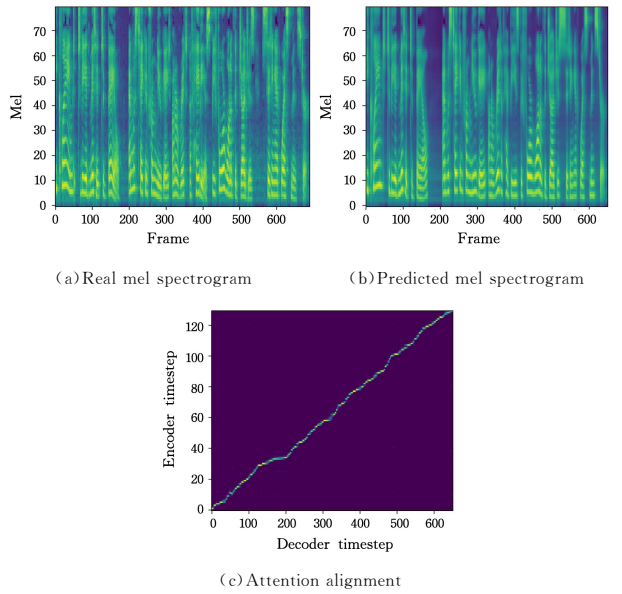 70
60
50
40
30
20
10
0
Mel
0 100 200 300 400 500 600
Frame
(a)Real mel spectrogram
70
60
50
40
30
20
10
0
Mel
0 100 200 300 400 500 600
Frame
(b)Predicted mel spectrogram
120
100
80
60
40
20
0
Encoder timestep
0 100 200 300 400 500 600
Decoder timestep
(c)Attention alignment